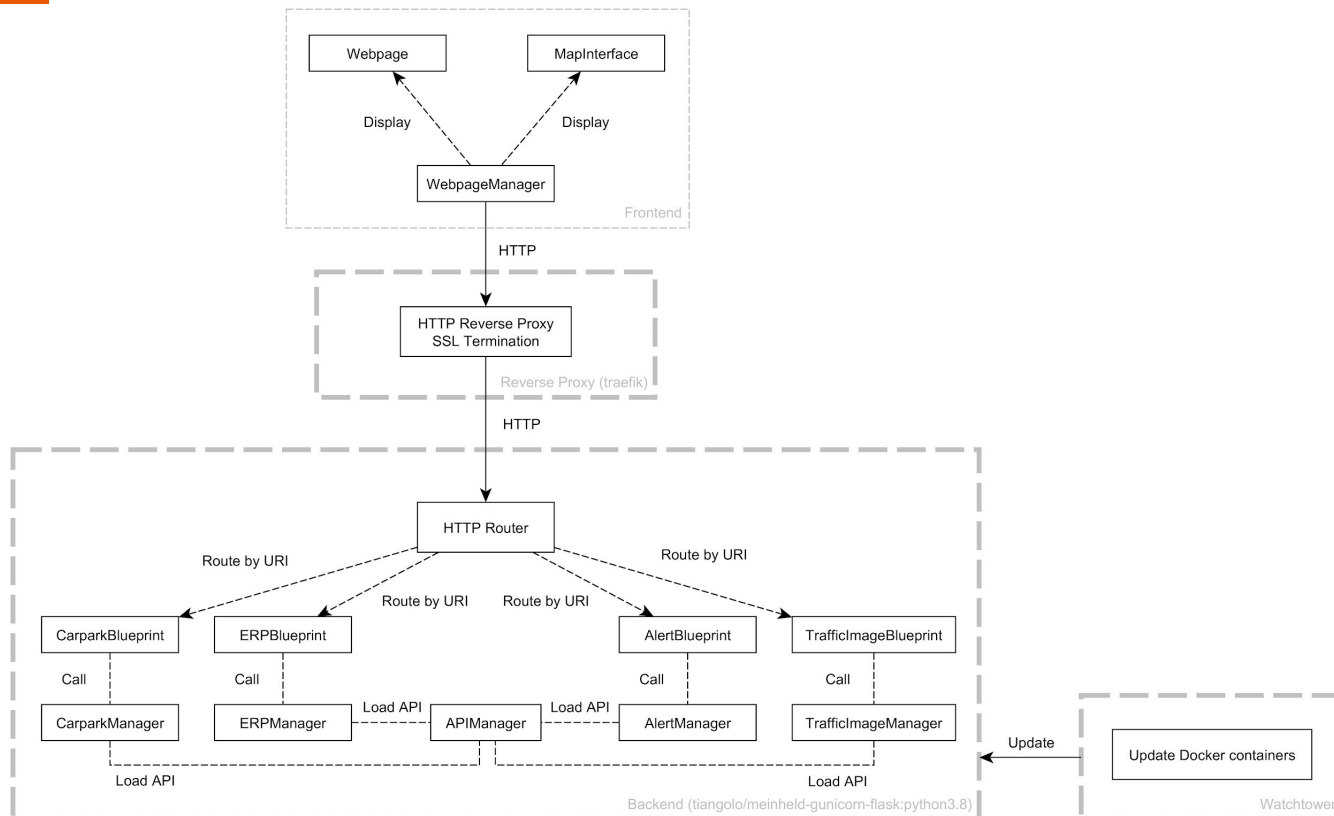 Webpage
MapInterface
Display
Display
WebpageManager
Frontend
HTTP
HTTP Reverse Proxy
SSL Termination
Reverse Proxy (traefik)
HTTP
HTTP Router
Route by URI
Route by URI
Route by URI
Route by URI
CarparkBlueprint
ERPBlueprint
AlertBlueprint
TrafficImageBlueprint
Call
Call
Call
Call
CarparkManager
ERPManager
Load API
APIManager
Load API
AlertManager
TrafficImageManager
Load API
Load API
Backend (tiangolo/meinheld-gunicorn-flask:python3.8)
Update
Update Docker containers
Watchtower